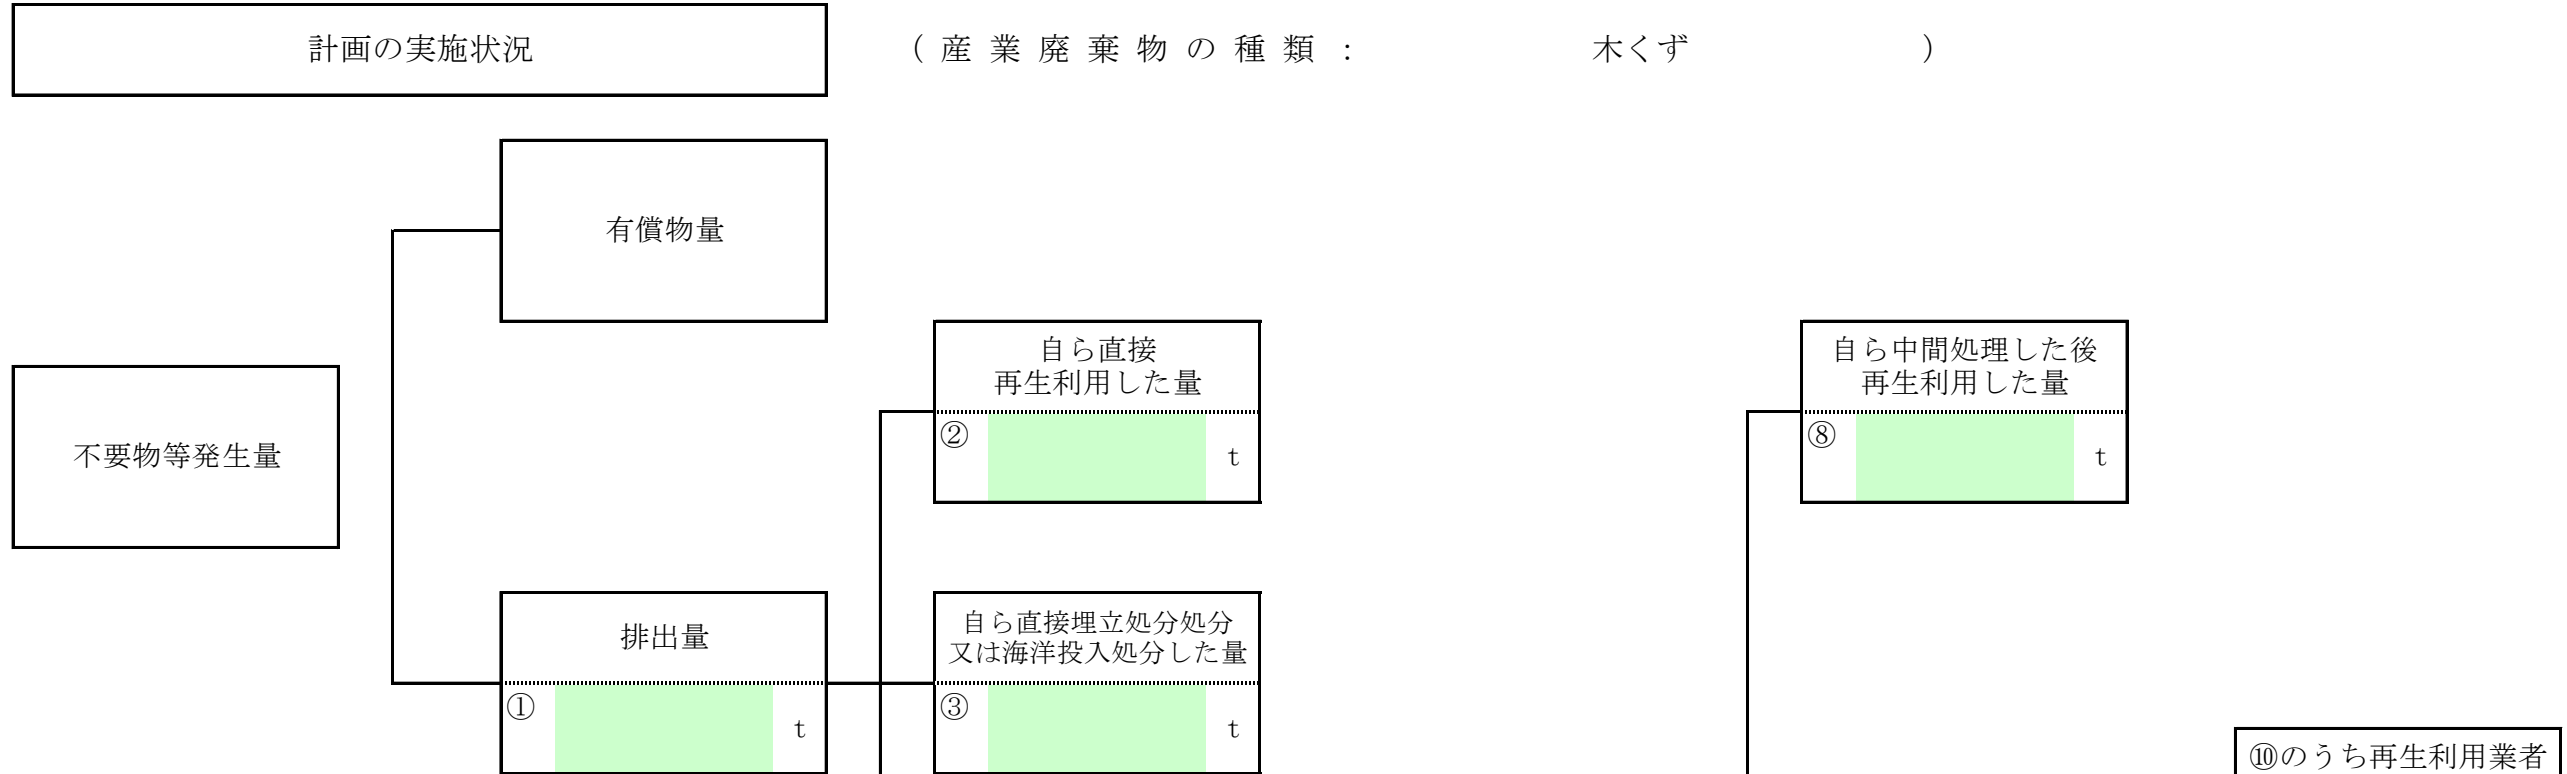 計画の実施状況
（産業廃棄物の種類：　木くず　）
有償物量
自ら直接
再生利用した量
②
t
自ら中間処理した後
再生利用した量
⑧
t
不要物等発生量
排出量
①
t
自ら直接埋立処分処分
又は海洋投入処分した量
③
t
⑩のうち再生利用業者